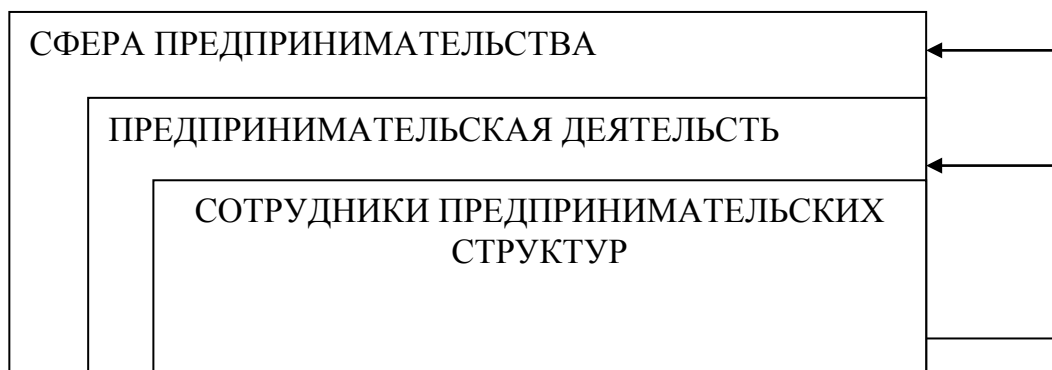 СФЕРА ПРЕДПРИНИМАТЕЛЬСТВА
ПРЕДПРИНИМАТЕЛЬСКАЯ ДЕЯТЕЛЬСТЬ
СОТРУДНИКИ ПРЕДПРИНИМАТЕЛЬСКИХ
СТРУКТУР